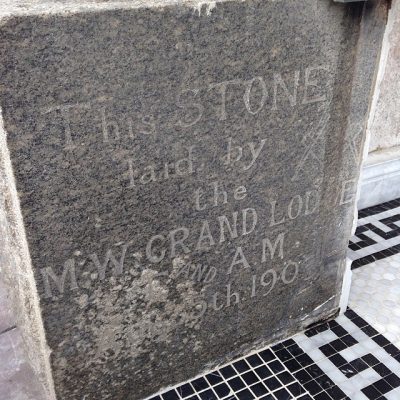 This STONE
laid by
the
M.W. GRAND LODGE
AND A.M.
9th. 190